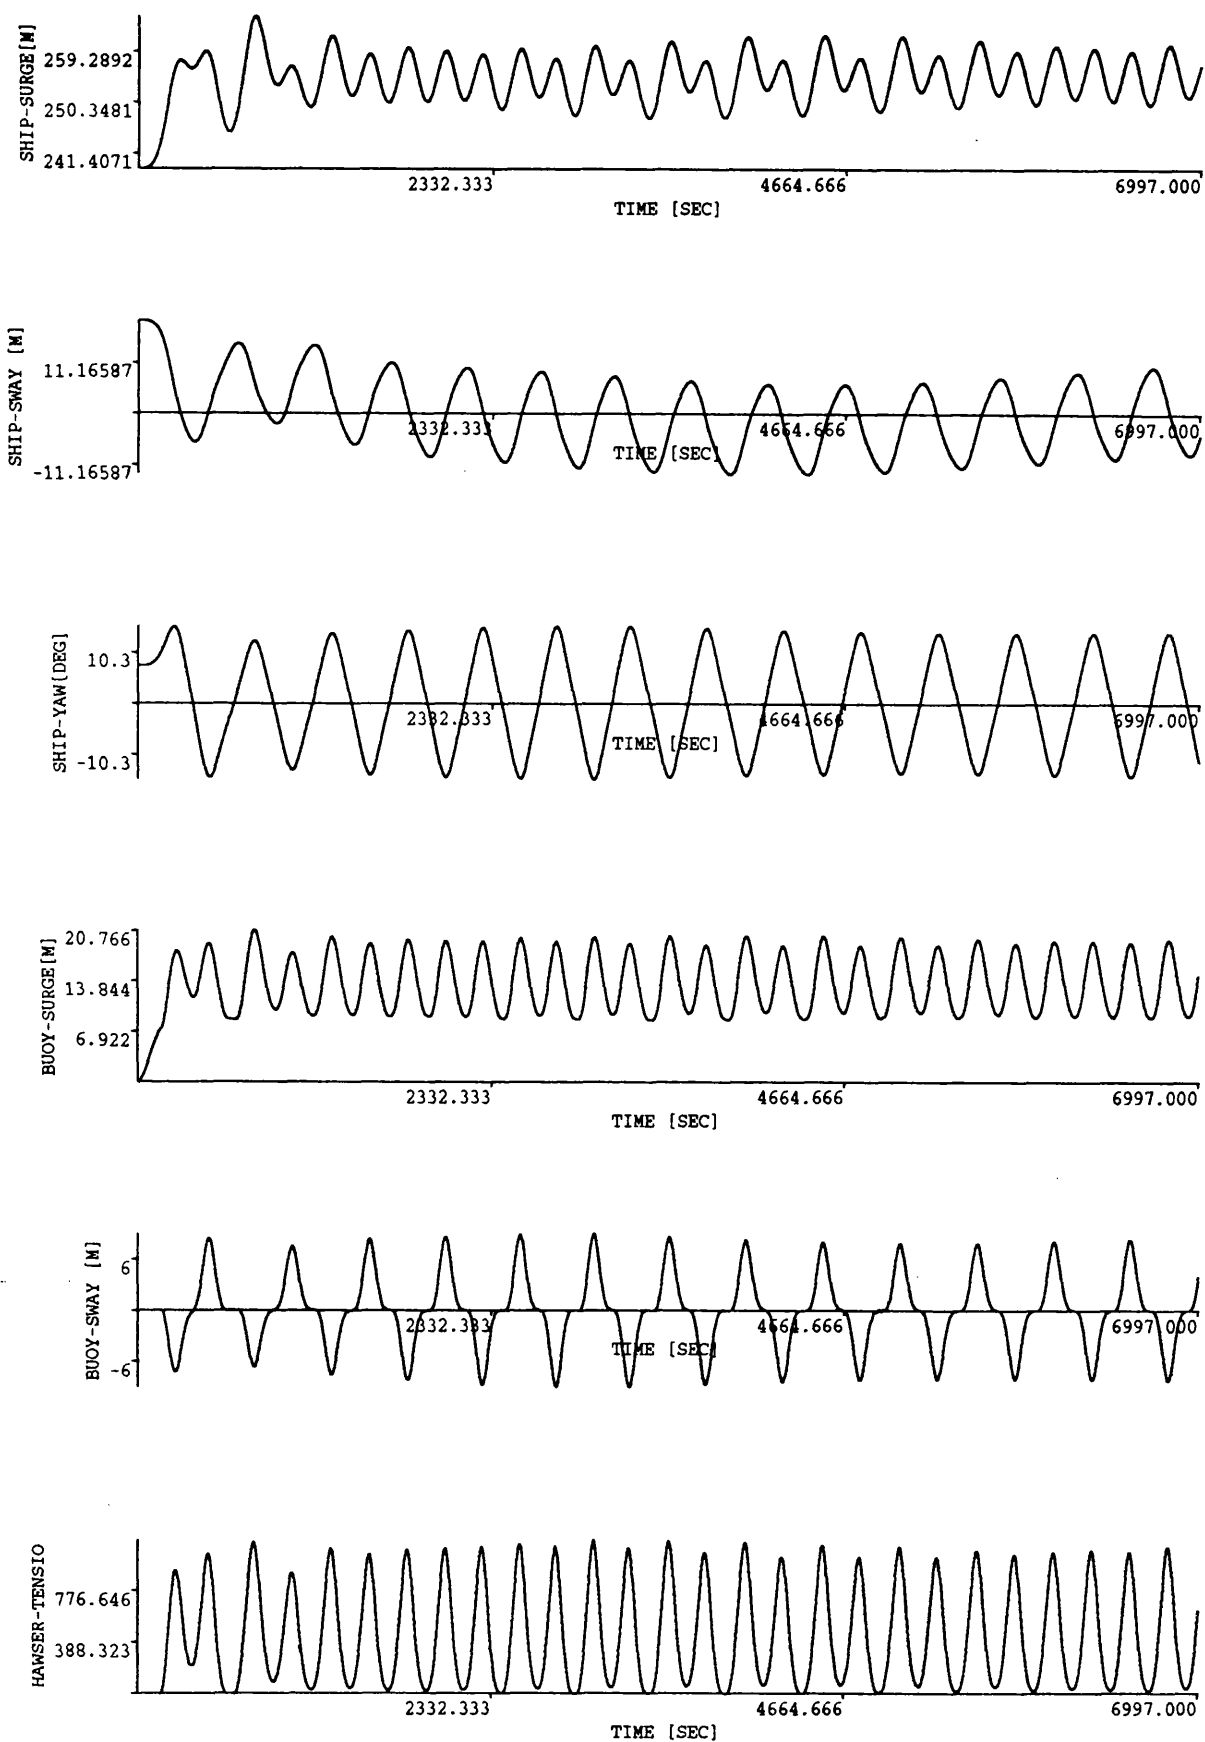 SHIP-SURGE[M]
259.2892
250.3481
241.4071
2332.333
4664.666
6997.000
TIME [SEC]
SHIP-SWAY [M]
11.16587
-11.16587
2332.333
4664.666
6997.000
TIME [SEC]
SHIP-YAW[DEG]
10.3
-10.3
2332.333
4664.666
6997.000
TIME [SEC]
BUOY-SURGE[M]
20.766
13.844
6.922
2332.333
4664.666
6997.000
TIME [SEC]
BUOY-SWAY [M]
6
-6
2332.333
4664.666
6997.000
TIME [SEC]
HAWSER-TENSIO
776.646
388.323
2332.333
4664.666
6997.000
TIME [SEC]